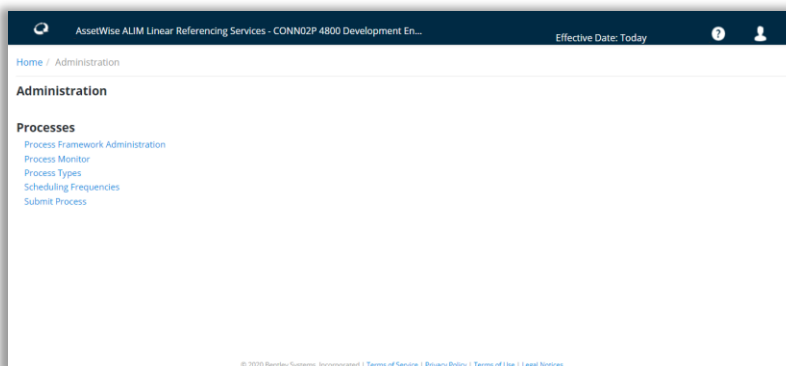 AssetWise ALIM Linear Referencing Services - CONN02P 4800 Development En...
Effective Date: Today
?
Home / Administration
Administration
Processes
Process Framework Administration
Process Monitor
Process Types
Scheduling Frequencies
Submit Process
© 2020 Bentley Systems, Incorporated | Terms of Service | Privacy Policy | Terms of Use | Legal Notices